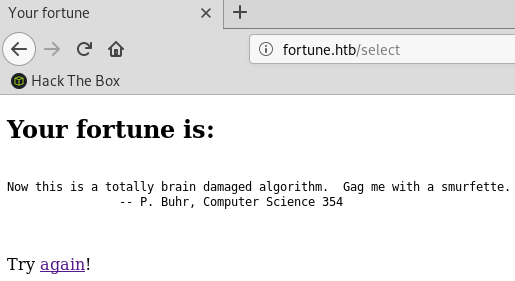 Your fortune
fortune.htb/select
Hack The Box
Your fortune is:
Now this is a totally brain damaged algorithm.  Gag me with a smurfette.
-- P. Buhr, Computer Science 354
Try again!